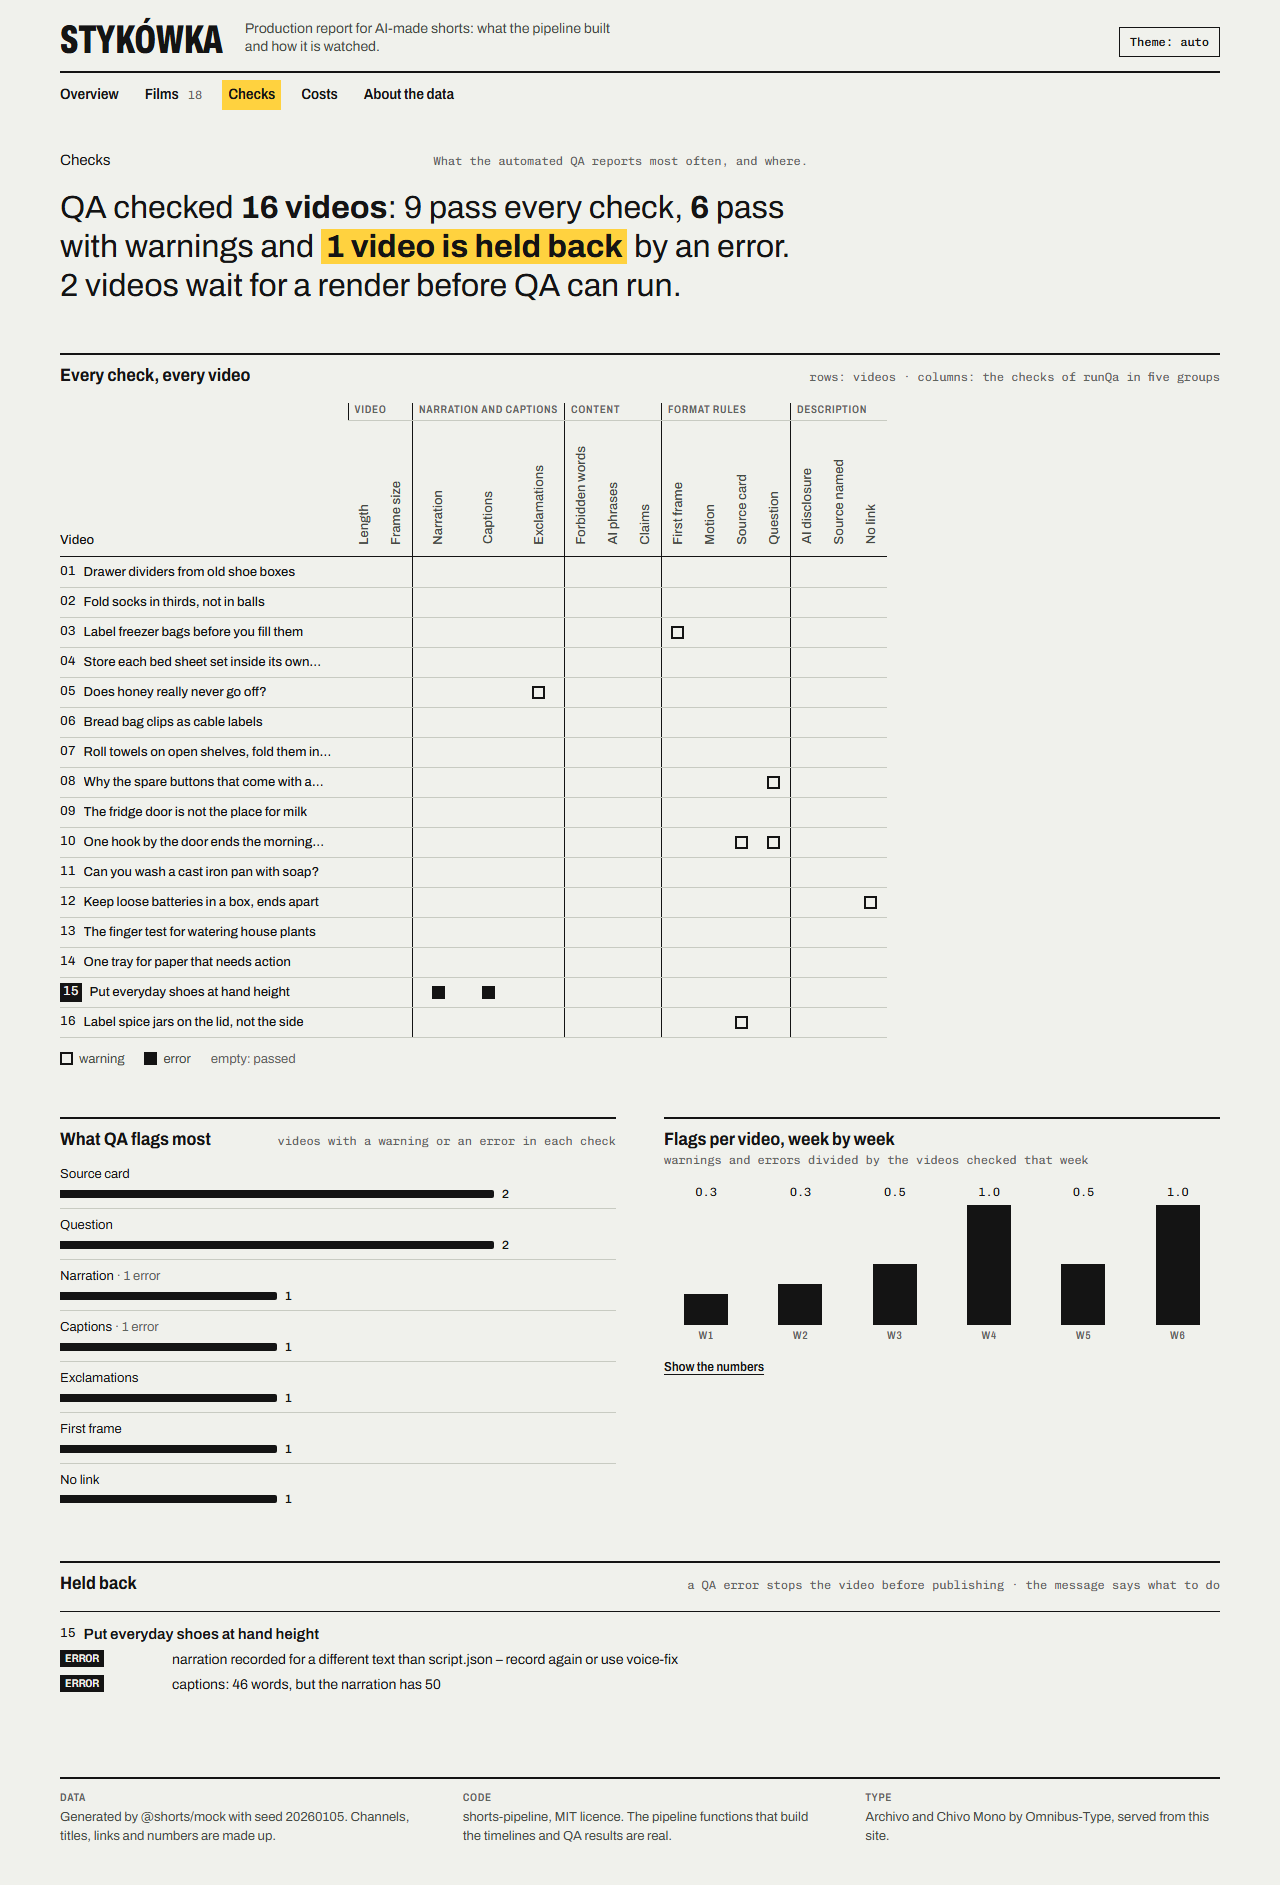 STYKÓWKA
Production report for AI-made shorts: what the pipeline built
and how it is watched.
Theme: auto
Overview
Films 18
Checks
Costs
About the data
Checks
What the automated QA reports most often, and where.
QA checked 16 videos: 9 pass every check, 6 pass
with warnings and 1 video is held back by an error.
2 videos wait for a render before QA can run.
Every check, every video
rows: videos · columns: the checks of runQa in five groups
VIDEO
NARRATION AND CAPTIONS
CONTENT
FORMAT RULES
DESCRIPTION
Video
Length
Frame size
Narration
Captions
Exclamations
Forbidden words
AI phrases
Claims
First frame
Motion
Source card
Question
AI disclosure
Source named
No link
01 Drawer dividers from old shoe boxes
02 Fold socks in thirds, not in balls
03 Label freezer bags before you fill them
04 Store each bed sheet set inside its own…
05 Does honey really never go off?
06 Bread bag clips as cable labels
07 Roll towels on open shelves, fold them in…
08 Why the spare buttons that come with a…
09 The fridge door is not the place for milk
10 One hook by the door ends the morning…
11 Can you wash a cast iron pan with soap?
12 Keep loose batteries in a box, ends apart
13 The finger test for watering house plants
14 One tray for paper that needs action
15 Put everyday shoes at hand height
16 Label spice jars on the lid, not the side
warning
error
empty: passed
What QA flags most
videos with a warning or an error in each check
Source card
2
Question
2
Narration · 1 error
1
Captions · 1 error
1
Exclamations
1
First frame
1
No link
1
Flags per video, week by week
warnings and errors divided by the videos checked that week
0.3 0.3 0.5 1.0 0.5 1.0
W1 W2 W3 W4 W5 W6
Show the numbers
Held back
a QA error stops the video before publishing · the message says what to do
15 Put everyday shoes at hand height
ERROR narration recorded for a different text than script.json – record again or use voice-fix
ERROR captions: 46 words, but the narration has 50
DATA
Generated by @shorts/mock with seed 20260105. Channels,
titles, links and numbers are made up.
CODE
shorts-pipeline, MIT licence. The pipeline functions that build
the timelines and QA results are real.
TYPE
Archivo and Chivo Mono by Omnibus-Type, served from this
site.